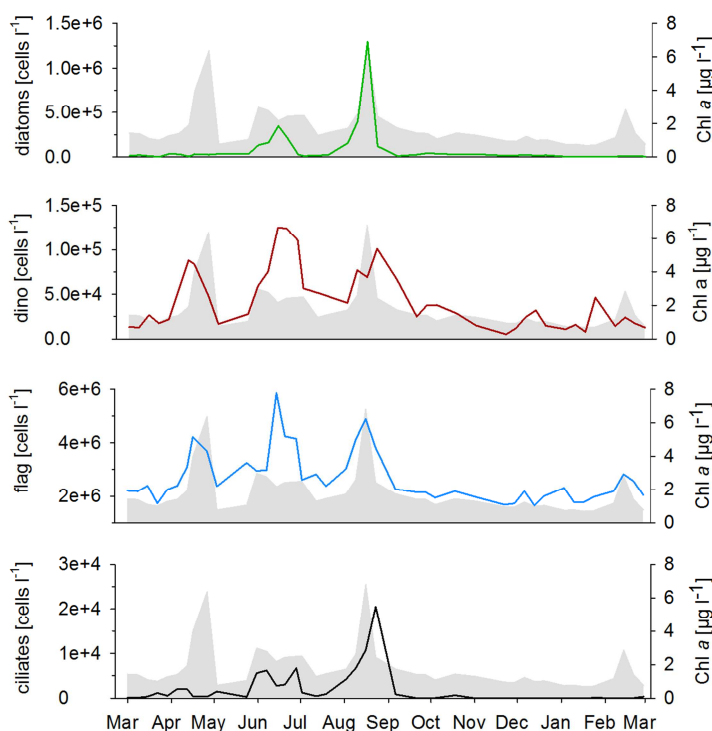 diatoms [cells l⁻¹]
1.5e+6
1.0e+6
5.0e+5
0.0
8
6
4
2
0
Chl a [µg l⁻¹]
dino [cells l⁻¹]
1.5e+5
1.0e+5
5.0e+4
0.0
8
6
4
2
0
Chl a [µg l⁻¹]
flag [cells l⁻¹]
6e+6
4e+6
2e+6
8
6
4
2
0
Chl a [µg l⁻¹]
ciliates [cells l⁻¹]
3e+4
2e+4
1e+4
0
8
6
4
2
0
Chl a [µg l⁻¹]
Mar Apr May Jun Jul Aug Sep Oct Nov Dec Jan Feb Mar